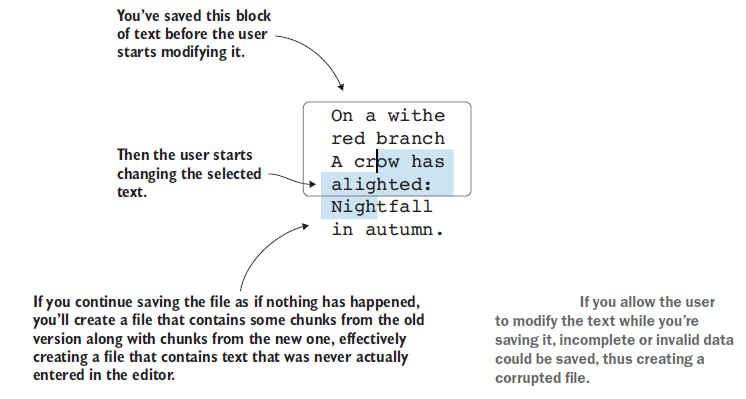 You've saved this block
of text before the user
starts modifying it.
On a withe
red branch
A crow has
alighted:
Nightfall
in autumn.
Then the user starts
changing the selected
text.
If you continue saving the file as if nothing has happened,
you'll create a file that contains some chunks from the old
version along with chunks from the new one, effectively
creating a file that contains text that was never actually
entered in the editor.
If you allow the user
to modify the text while you're
saving it, incomplete or invalid data
could be saved, thus creating a
corrupted file.